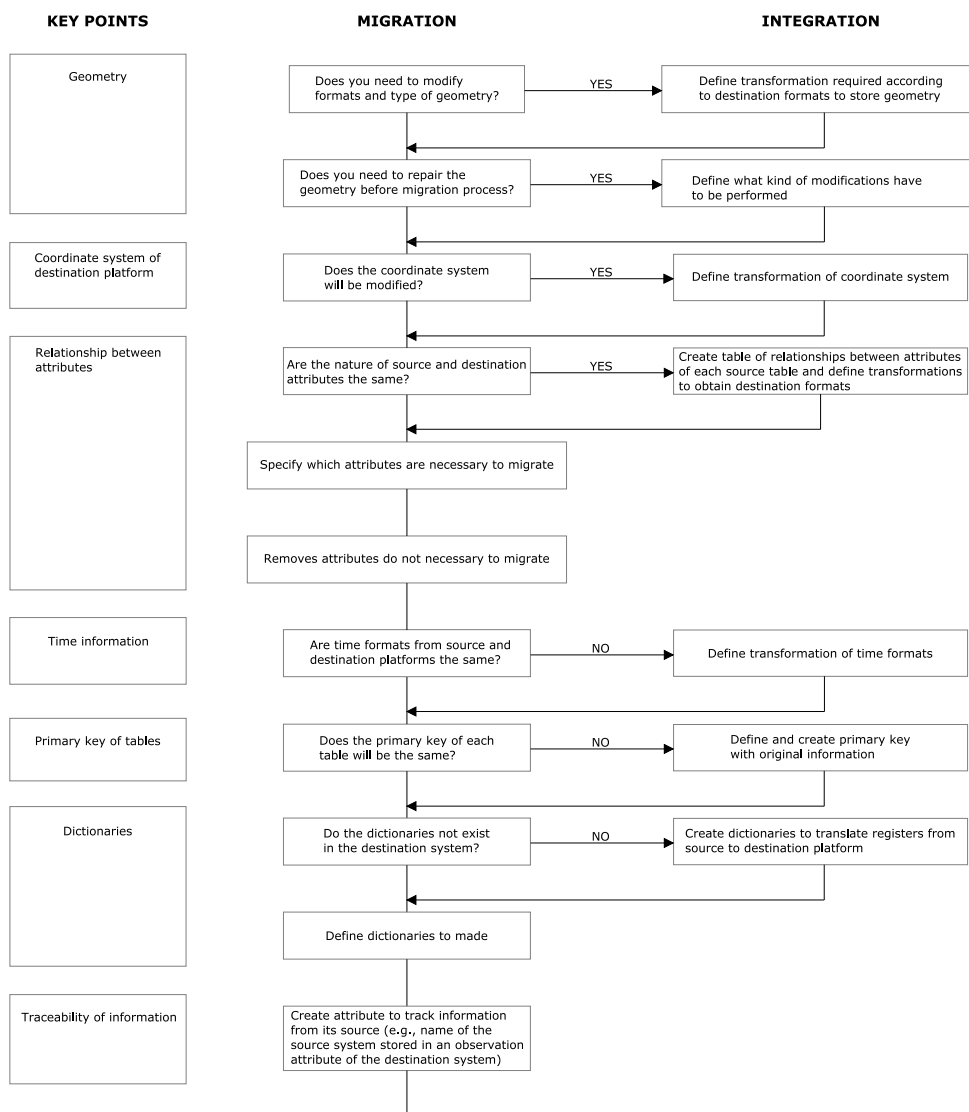 KEY POINTS
MIGRATION
INTEGRATION
Geometry
Does you need to modify
formats and type of geometry?
YES
Define transformation required according
to destination formats to store geometry
Does you need to repair the
geometry before migration process?
YES
Define what kind of modifications have
to be performed
Coordinate system of
destination platform
Does the coordinate system
will be modified?
YES
Define transformation of coordinate system
Relationship between
attributes
Are the nature of source and destination
attributes the same?
YES
Create table of relationships between attributes
of each source table and define transformations
to obtain destination formats
Specify which attributes are necessary to migrate
Removes attributes do not necessary to migrate
Time information
Are time formats from source and
destination platforms the same?
NO
Define transformation of time formats
Primary key of tables
Does the primary key of each
table will be the same?
NO
Define and create primary key
with original information
Dictionaries
Do the dictionaries not exist
in the destination system?
NO
Create dictionaries to translate registers from
source to destination platform
Define dictionaries to made
Traceability of information
Create attribute to track information
from its source (e.g., name of the
source system stored in an observation
attribute of the destination system)